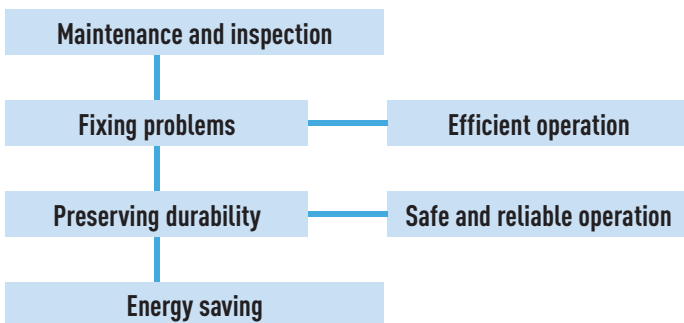 Maintenance and inspection
Fixing problems
Efficient operation
Preserving durability
Safe and reliable operation
Energy saving